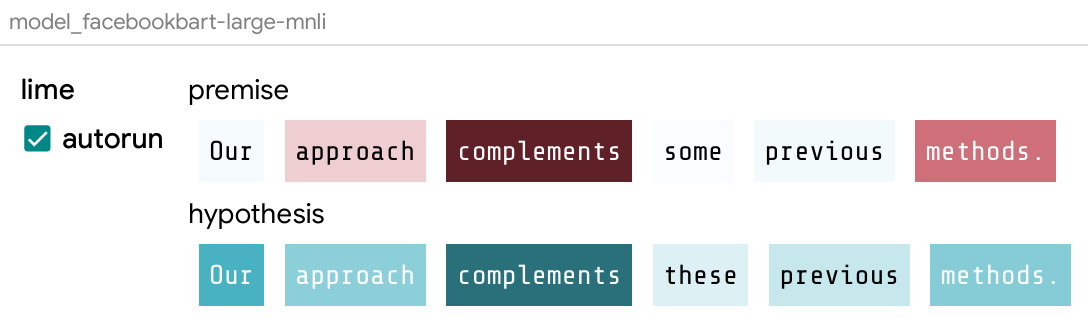 model_facebookbart-large-mnli
lime
autorun
premise
Our approach complements some previous methods.
hypothesis
Our approach complements these previous methods.